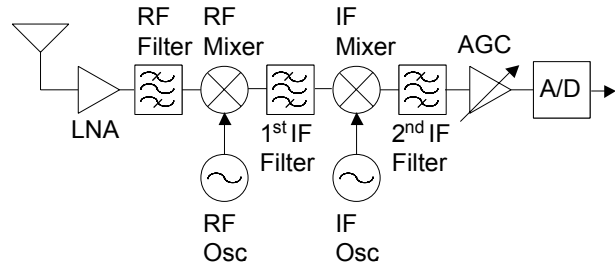 RF
Filter
RF
Mixer
IF
Mixer
AGC
A/D
LNA
1st IF
Filter
2nd IF
Filter
RF
Osc
IF
Osc